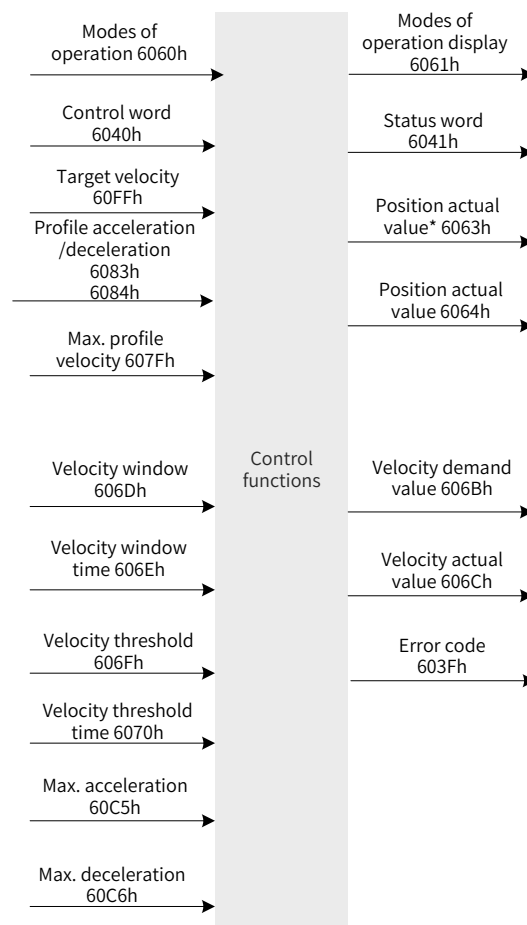 Modes of
operation 6060h
Control word
6040h
Target velocity
60FFh
Profile acceleration
/deceleration
6083h
6084h
Max. profile
velocity 607Fh
Velocity window
606Dh
Velocity window
time 606Eh
Velocity threshold
606Fh
Velocity threshold
time 6070h
Max. acceleration
60C5h
Max. deceleration
60C6h
Control
functions
Modes of
operation display
6061h
Status word
6041h
Position actual
value* 6063h
Position actual
value 6064h
Velocity demand
value 606Bh
Velocity actual
value 606Ch
Error code
603Fh